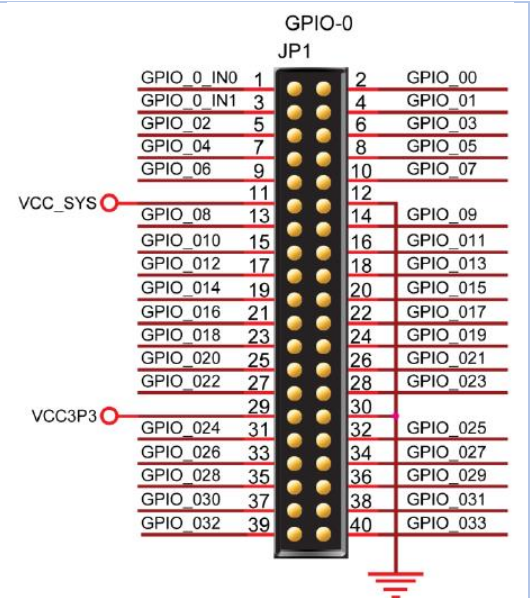 GPIO-0
JP1
GPIO_0_IN0 1 2 GPIO_00
GPIO_0_IN1 3 4 GPIO_01
GPIO_02 5 6 GPIO_03
GPIO_04 7 8 GPIO_05
GPIO_06 9 10 GPIO_07
VCC_SYS 11 12
GPIO_08 13 14 GPIO_09
GPIO_010 15 16 GPIO_011
GPIO_012 17 18 GPIO_013
GPIO_014 19 20 GPIO_015
GPIO_016 21 22 GPIO_017
GPIO_018 23 24 GPIO_019
GPIO_020 25 26 GPIO_021
GPIO_022 27 28 GPIO_023
VCC3P3 29 30
GPIO_024 31 32 GPIO_025
GPIO_026 33 34 GPIO_027
GPIO_028 35 36 GPIO_029
GPIO_030 37 38 GPIO_031
GPIO_032 39 40 GPIO_033